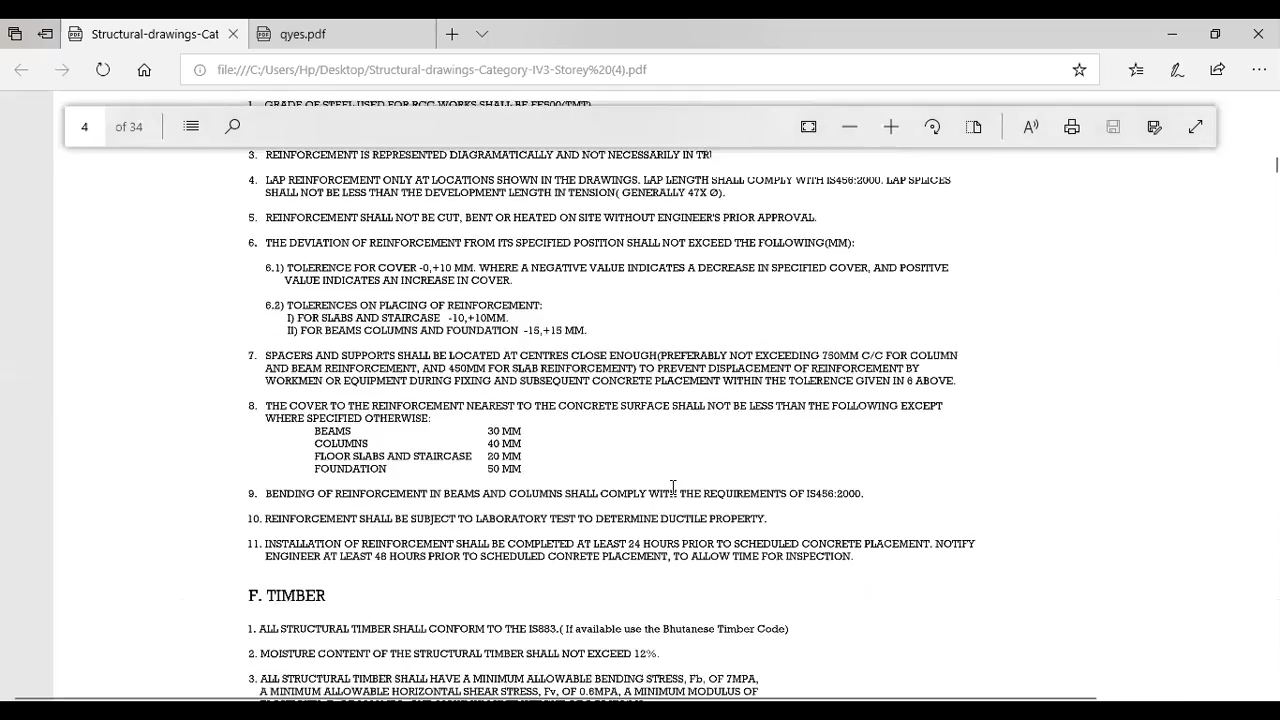 Structural-drawings-Cat
qyes.pdf
file:///C:/Users/Hp/Desktop/Structural-drawings-Category-IV3-Storey%20(4).pdf
1. GRADE OF STEEL USED FOR RCC WORKS SHALL BE FE500(TMT)
4 of 34
3. REINFORCEMENT IS REPRESENTED DIAGRAMATICALLY AND NOT NECESSARILY IN TR
4. LAP REINFORCEMENT ONLY AT LOCATIONS SHOWN IN THE DRAWINGS. LAP LENGTH SHALL COMPLY WITH IS456:2000. LAP SPLICES
SHALL NOT BE LESS THAN THE DEVELOPMENT LENGTH IN TENSION( GENERALLY 47X Ø).
5. REINFORCEMENT SHALL NOT BE CUT, BENT OR HEATED ON SITE WITHOUT ENGINEER'S PRIOR APPROVAL.
6. THE DEVIATION OF REINFORCEMENT FROM ITS SPECIFIED POSITION SHALL NOT EXCEED THE FOLLOWING(MM):
6.1) TOLERENCE FOR COVER -0,+10 MM. WHERE A NEGATIVE VALUE INDICATES A DECREASE IN SPECIFIED COVER, AND POSITIVE
VALUE INDICATES AN INCREASE IN COVER.
6.2) TOLERENCES ON PLACING OF REINFORCEMENT:
I) FOR SLABS AND STAIRCASE -10,+10MM.
II) FOR BEAMS COLUMNS AND FOUNDATION -15,+15 MM.
7. SPACERS AND SUPPORTS SHALL BE LOCATED AT CENTRES CLOSE ENOUGH(PREFERABLY NOT EXCEEDING 750MM C/C FOR COLUMN
AND BEAM REINFORCEMENT, AND 450MM FOR SLAB REINFORCEMENT) TO PREVENT DISPLACEMENT OF REINFORCEMENT BY
WORKMEN OR EQUIPMENT DURING FIXING AND SUBSEQUENT CONCRETE PLACEMENT WITHIN THE TOLERENCE GIVEN IN 6 ABOVE.
8. THE COVER TO THE REINFORCEMENT NEAREST TO THE CONCRETE SURFACE SHALL NOT BE LESS THAN THE FOLLOWING EXCEPT
WHERE SPECIFIED OTHERWISE:
BEAMS 30 MM
COLUMNS 40 MM
FLOOR SLABS AND STAIRCASE 20 MM
FOUNDATION 50 MM
9. BENDING OF REINFORCEMENT IN BEAMS AND COLUMNS SHALL COMPLY WITH THE REQUIREMENTS OF IS456:2000.
10. REINFORCEMENT SHALL BE SUBJECT TO LABORATORY TEST TO DETERMINE DUCTILE PROPERTY.
11. INSTALLATION OF REINFORCEMENT SHALL BE COMPLETED AT LEAST 24 HOURS PRIOR TO SCHEDULED CONCRETE PLACEMENT. NOTIFY
ENGINEER AT LEAST 48 HOURS PRIOR TO SCHEDULED CONRETE PLACEMENT, TO ALLOW TIME FOR INSPECTION.
F. TIMBER
1. ALL STRUCTURAL TIMBER SHALL CONFORM TO THE IS883.( If available use the Bhutanese Timber Code)
2. MOISTURE CONTENT OF THE STRUCTURAL TIMBER SHALL NOT EXCEED 12%.
3. ALL STRUCTURAL TIMBER SHALL HAVE A MINIMUM ALLOWABLE BENDING STRESS, Fb, OF 7MPA,
A MINIMUM ALLOWABLE HORIZONTAL SHEAR STRESS, Fv, OF 0.6MPA, A MINIMUM MODULUS OF